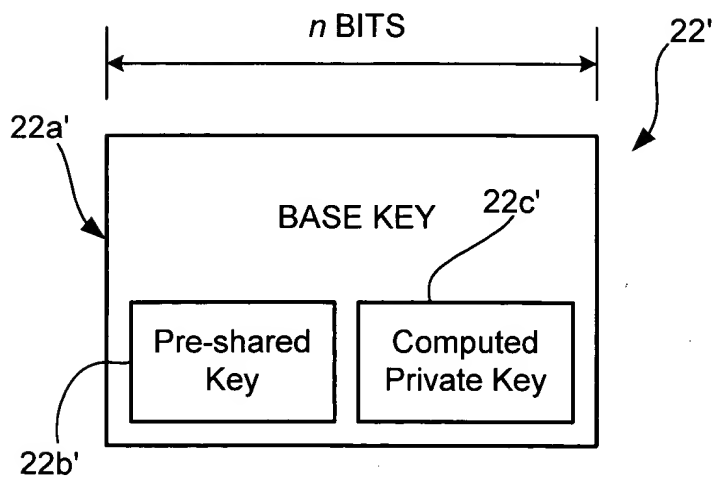 n BITS
22'
22a'
22c'
BASE KEY
Pre-shared
Key
Computed
Private Key
22b'